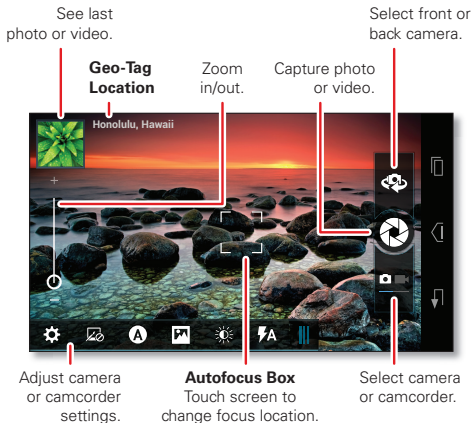 See last
photo or video.
Select front or
back camera.
Geo-Tag
Location
Zoom
in/out.
Capture photo
or video.
Honolulu, Hawaii
+
A
A
Adjust camera
or camcorder
settings.
Autofocus Box
Touch screen to
change focus location.
Select camera
or camcorder.